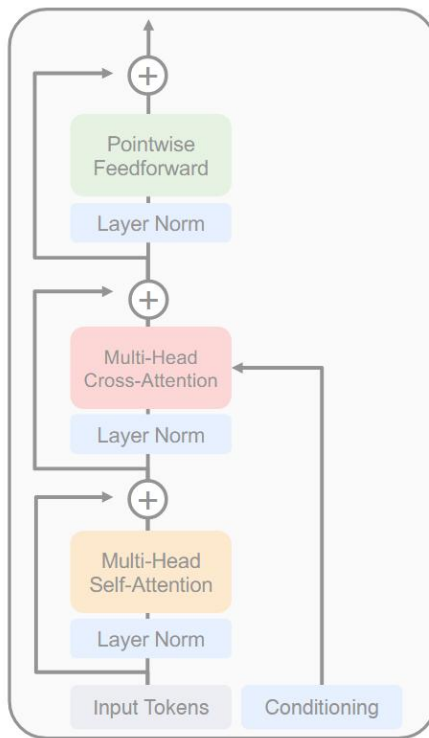 Pointwise
Feedforward
Layer Norm
Multi-Head
Cross-Attention
Layer Norm
Multi-Head
Self-Attention
Layer Norm
Input Tokens
Conditioning